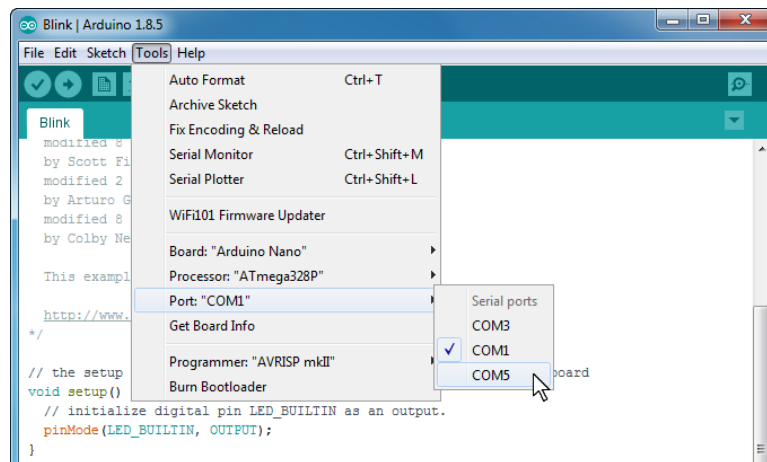 Blink | Arduino 1.8.5
File Edit Sketch Tools Help
Auto Format Ctrl+T
Archive Sketch
Fix Encoding & Reload
Serial Monitor Ctrl+Shift+M
Serial Plotter Ctrl+Shift+L
WiFi101 Firmware Updater
Board: "Arduino Nano"
Processor: "ATmega328P"
Port: "COM1"
Get Board Info
Programmer: "AVRISP mkII"
Burn Bootloader
Serial ports
COM3
COM1
COM5
Blink
modified 8
by Scott Fi
modified 2
by Arturo G
modified 8
by Colby Ne
This exampl
http://www.
*/
// the setup board
void setup()
// initialize digital pin LED_BUILTIN as an output.
pinMode(LED_BUILTIN, OUTPUT);
}